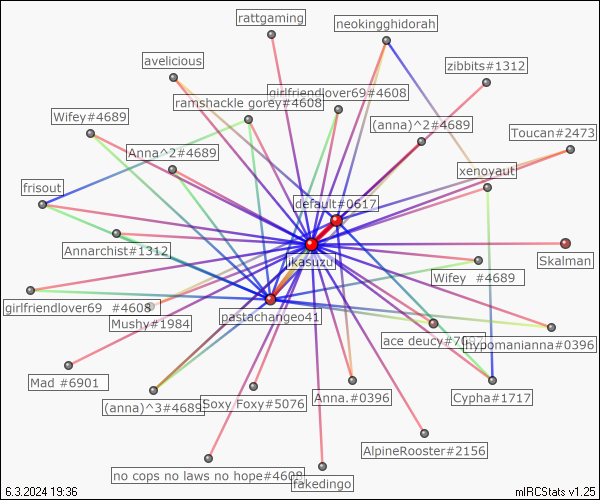 rattgaming
neokingghidorah
avelicious
zibbits#1312
girlfriendlover69#4608
ramshackle gorey#4608
Wifey#4689
(anna)^2#4689
Toucan#2473
Anna^2#4689
xenoyaut
frisout
default#0617
Annarchist#1312
jikasuzu
Skalman
Wifey #4689
girlfriendlover69 #4608
Mushy#1984
pastachangeo41
ace deucy#70
hypomanianna#0396
Mad #6901
(anna)^3#4689
Soxy Foxy#5076
Anna.#0396
Cypha#1717
AlpineRooster#2156
no cops no laws no hope#4608
fakedingo
6.3.2024 19:36
mIRCStats v1.25